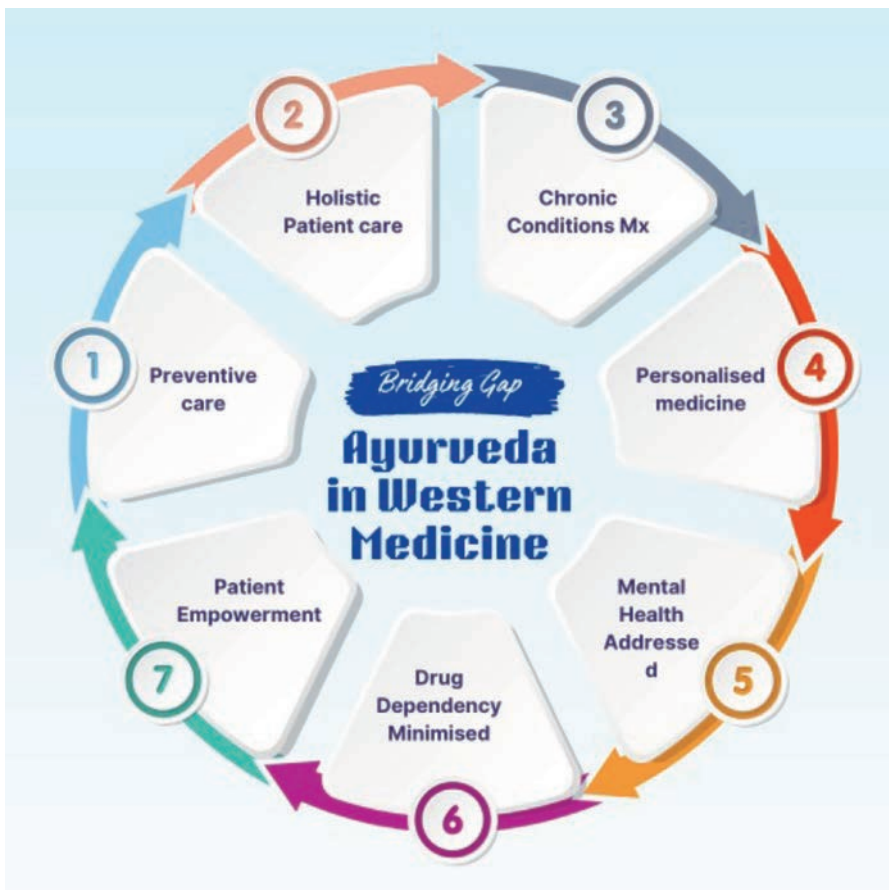 2
3
Holistic
Patient care
Chronic
Conditions Mx
1
Preventive
care
Bridging Gap
Ayurveda
in Western
Medicine
Personalised
medicine
4
Patient
Empowerment
7
Drug
Dependency
Minimised
6
Mental
Health
Addresse
d
5